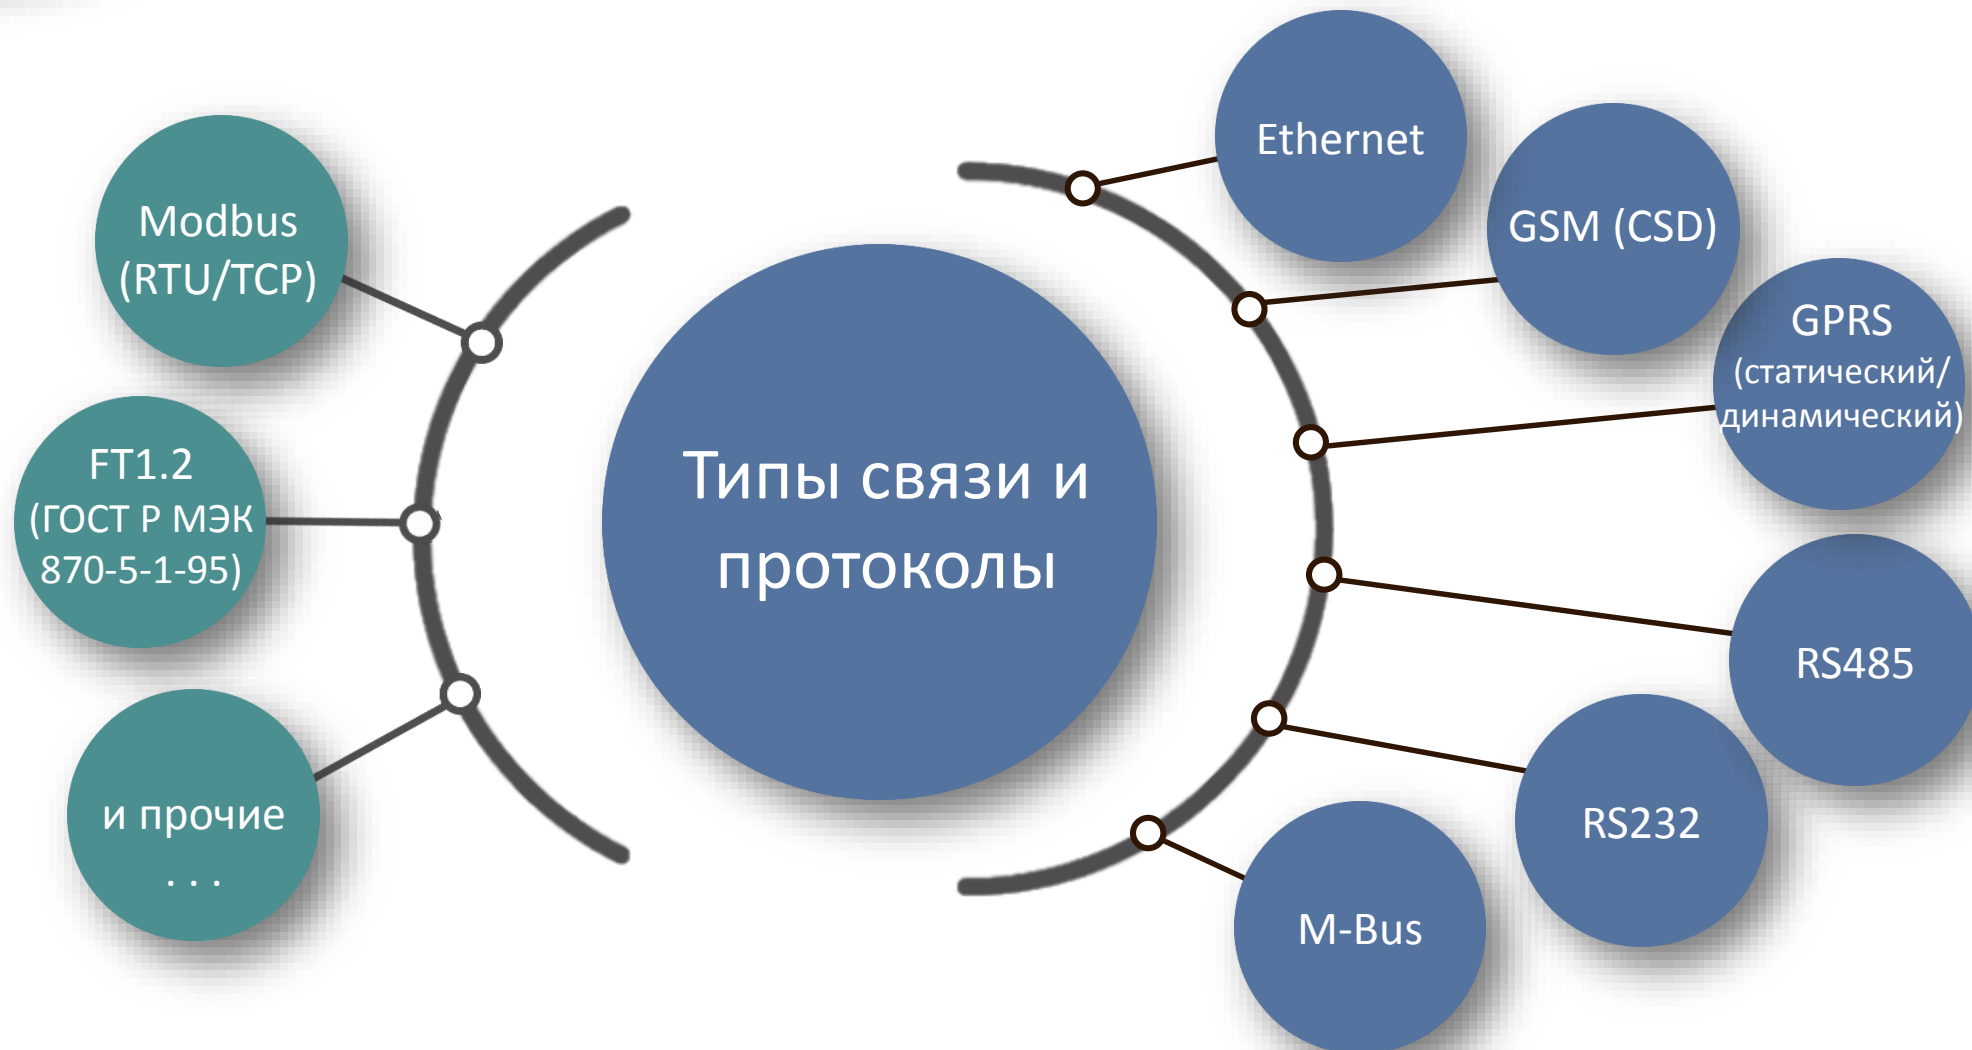 Modbus
(RTU/TCP)
FT1.2
(ГОСТ Р МЭК
870-5-1-95)
и прочие
. . .
Типы связи и
протоколы
Ethernet
GSM (CSD)
GPRS
(статический/
динамический)
RS485
RS232
M-Bus